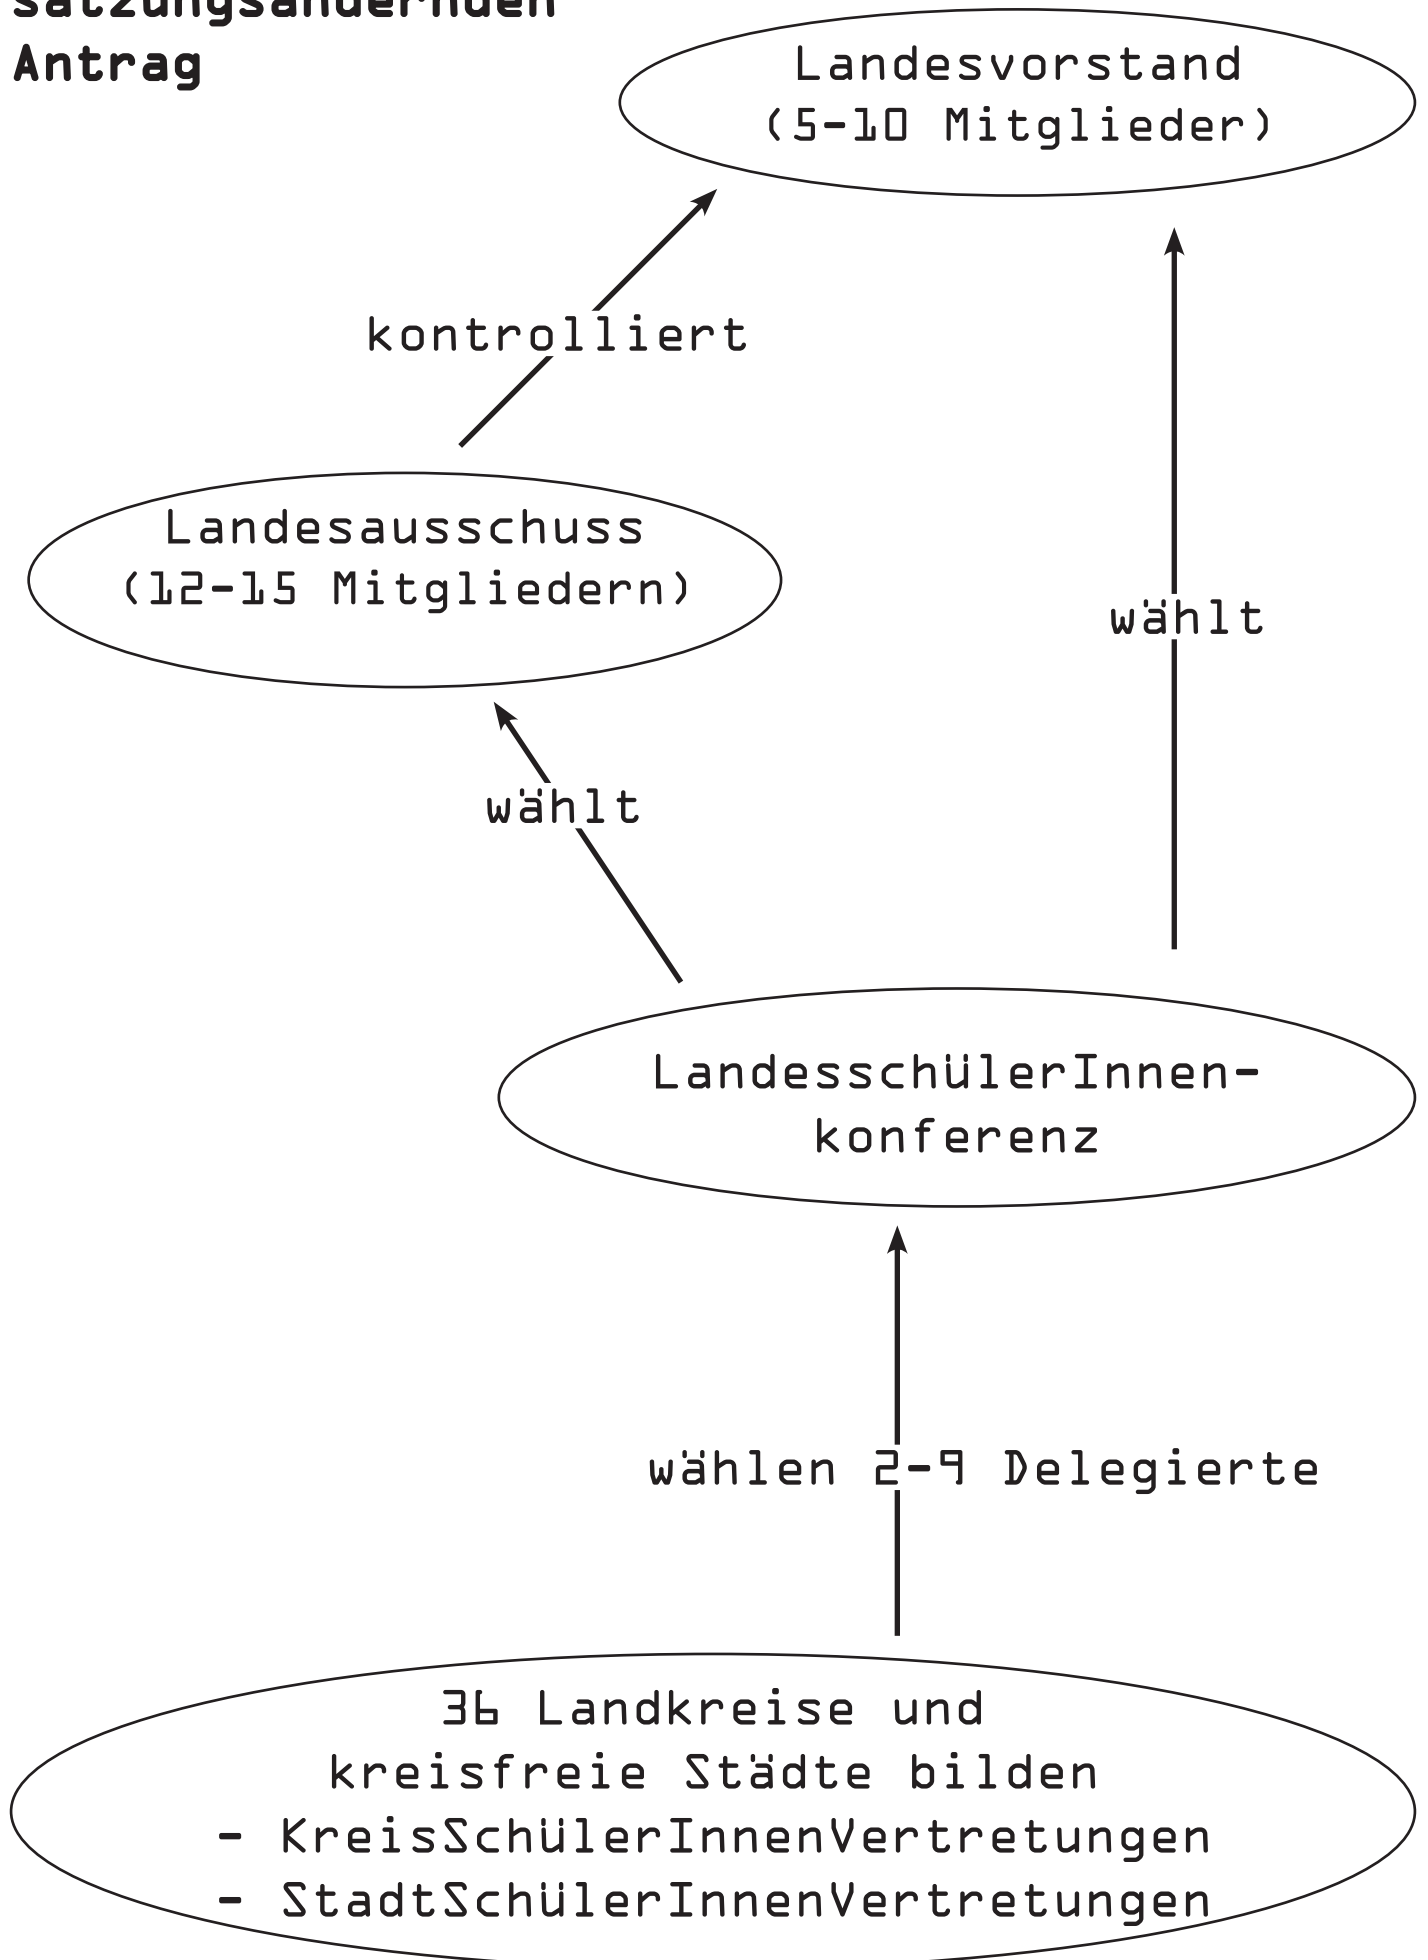 satzungsändernden
Antrag
Landesvorstand
(5-10 Mitglieder)
kontrolliert
Landesausschuss
(12-15 Mitgliedern)
wählt
wählt
LandesschülerInnen-
konferenz
wählen 2-9 Delegierte
36 Landkreise und
kreisfreie Städte bilden
- KreisSchülerInnenVertretungen
- StadtSchülerInnenVertretungen